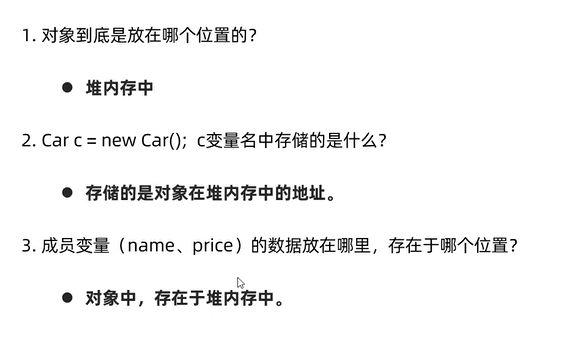 1. 对象到底是放在哪个位置的?
● 堆内存中
2. Car c = new Car(); c变量名中存储的是什么?
● 存储的是对象在堆内存中的地址。
3. 成员变量（name、price）的数据放在哪里，存在于哪个位置?
● 对象中，存在于堆内存中。